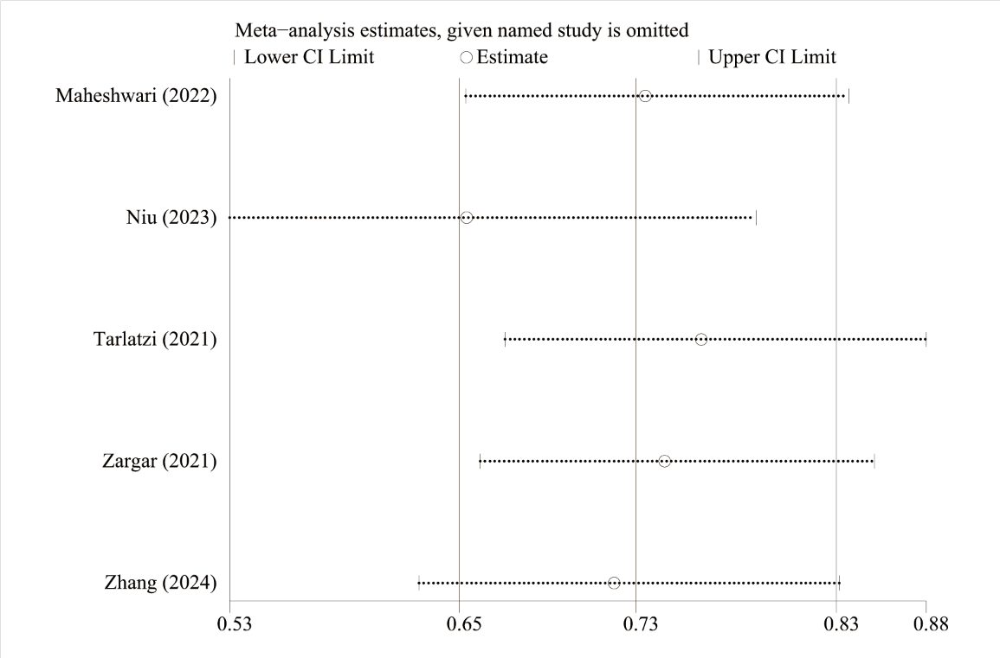 Meta−analysis estimates, given named study is omitted
| Lower CI Limit ○ Estimate | Upper CI Limit
Maheshwari (2022)
Niu (2023)
Tarlatzi (2021)
Zargar (2021)
Zhang (2024)
0.53 0.65 0.73 0.83 0.88